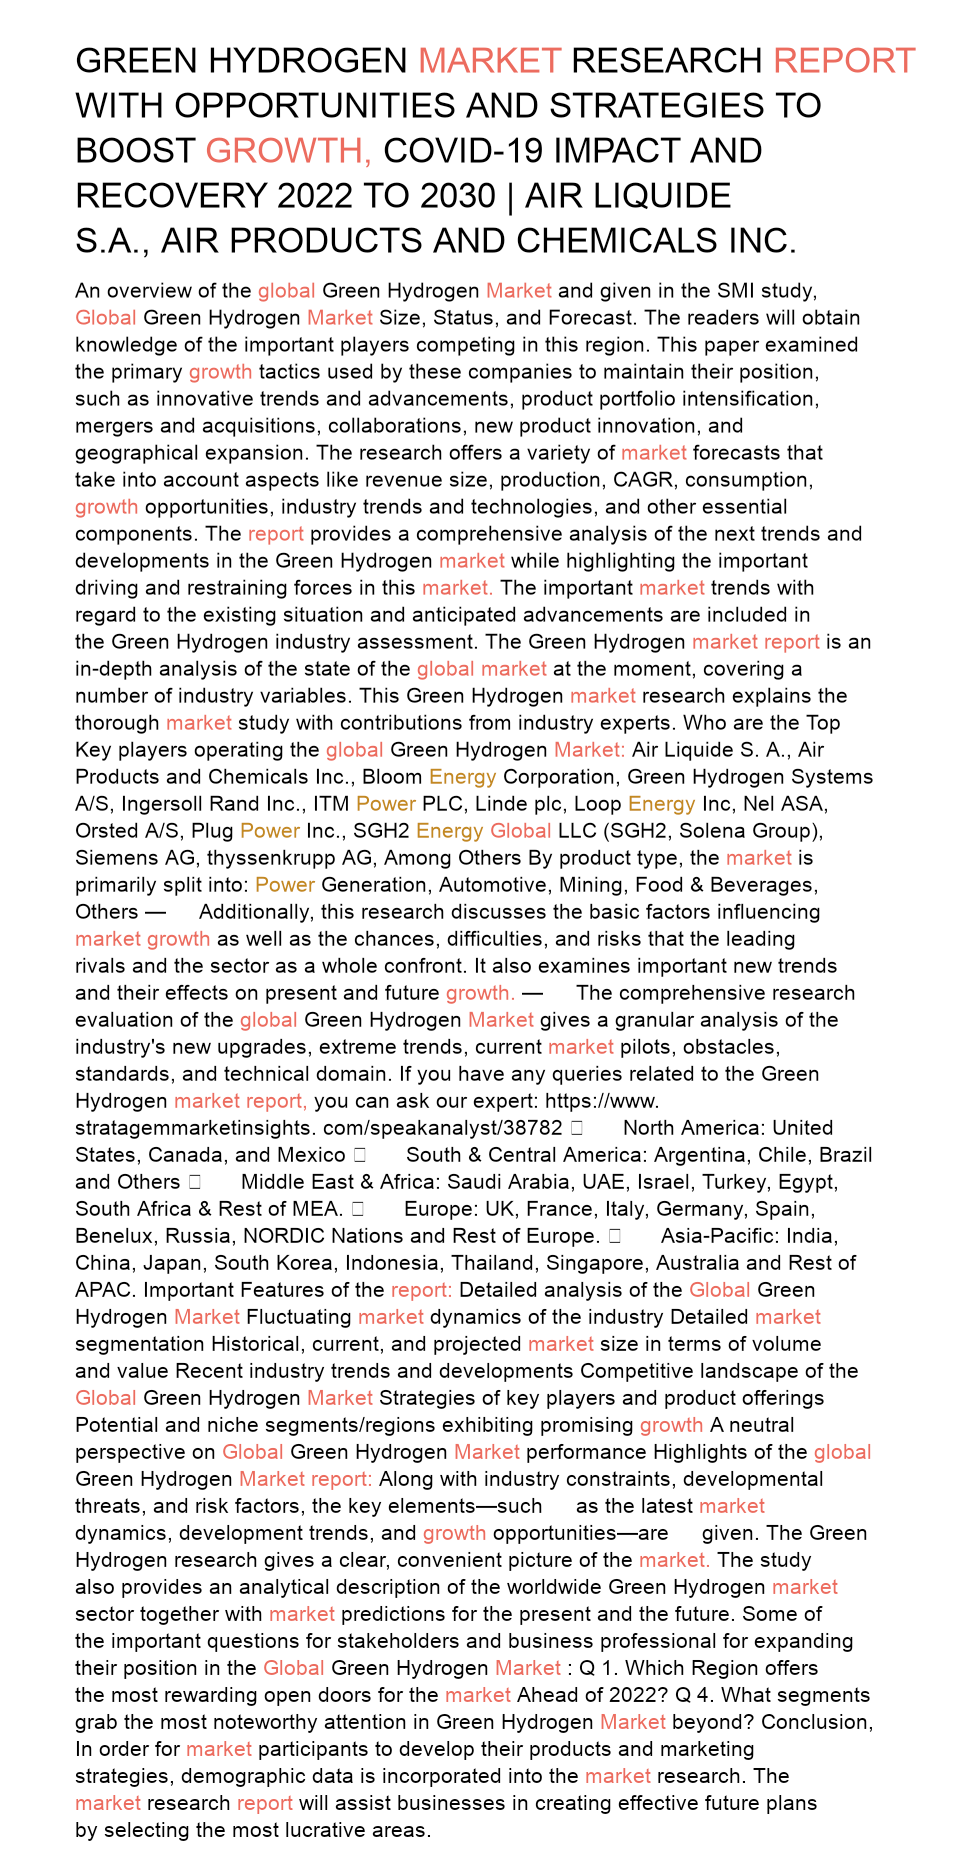 GREEN HYDROGEN MARKET RESEARCH REPORT
WITH OPPORTUNITIES AND STRATEGIES TO
BOOST GROWTH, COVID-19 IMPACT AND
RECOVERY 2022 TO 2030 | AIR LIQUIDE
S.A., AIR PRODUCTS AND CHEMICALS INC.
An overview of the global Green Hydrogen Market and given in the SMI study,
Global Green Hydrogen Market Size, Status, and Forecast. The readers will obtain
knowledge of the important players competing in this region. This paper examined
the primary growth tactics used by these companies to maintain their position,
such as innovative trends and advancements, product portfolio intensification,
mergers and acquisitions, collaborations, new product innovation, and
geographical expansion. The research offers a variety of market forecasts that
take into account aspects like revenue size, production, CAGR, consumption,
growth opportunities, industry trends and technologies, and other essential
components. The report provides a comprehensive analysis of the next trends and
developments in the Green Hydrogen market while highlighting the important
driving and restraining forces in this market. The important market trends with
regard to the existing situation and anticipated advancements are included in
the Green Hydrogen industry assessment. The Green Hydrogen market report is an
in-depth analysis of the state of the global market at the moment, covering a
number of industry variables. This Green Hydrogen market research explains the
thorough market study with contributions from industry experts. Who are the Top
Key players operating the global Green Hydrogen Market: Air Liquide S. A., Air
Products and Chemicals Inc., Bloom Energy Corporation, Green Hydrogen Systems
A/S, Ingersoll Rand Inc., ITM Power PLC, Linde plc, Loop Energy Inc, Nel ASA,
Orsted A/S, Plug Power Inc., SGH2 Energy Global LLC (SGH2, Solena Group),
Siemens AG, thyssenkrupp AG, Among Others By product type, the market is
primarily split into: Power Generation, Automotive, Mining, Food & Beverages,
Others — Additionally, this research discusses the basic factors influencing
market growth as well as the chances, difficulties, and risks that the leading
rivals and the sector as a whole confront. It also examines important new trends
and their effects on present and future growth. — The comprehensive research
evaluation of the global Green Hydrogen Market gives a granular analysis of the
industry's new upgrades, extreme trends, current market pilots, obstacles,
standards, and technical domain. If you have any queries related to the Green
Hydrogen market report, you can ask our expert: https://www.
stratagemmarketinsights. com/speakanalyst/38782 North America: United
States, Canada, and Mexico South & Central America: Argentina, Chile, Brazil
and Others Middle East & Africa: Saudi Arabia, UAE, Israel, Turkey, Egypt,
South Africa & Rest of MEA. Europe: UK, France, Italy, Germany, Spain,
Benelux, Russia, NORDIC Nations and Rest of Europe. Asia-Pacific: India,
China, Japan, South Korea, Indonesia, Thailand, Singapore, Australia and Rest of
APAC. Important Features of the report: Detailed analysis of the Global Green
Hydrogen Market Fluctuating market dynamics of the industry Detailed market
segmentation Historical, current, and projected market size in terms of volume
and value Recent industry trends and developments Competitive landscape of the
Global Green Hydrogen Market Strategies of key players and product offerings
Potential and niche segments/regions exhibiting promising growth A neutral
perspective on Global Green Hydrogen Market performance Highlights of the global
Green Hydrogen Market report: Along with industry constraints, developmental
threats, and risk factors, the key elements—such as the latest market
dynamics, development trends, and growth opportunities—are given. The Green
Hydrogen research gives a clear, convenient picture of the market. The study
also provides an analytical description of the worldwide Green Hydrogen market
sector together with market predictions for the present and the future. Some of
the important questions for stakeholders and business professional for expanding
their position in the Global Green Hydrogen Market : Q 1. Which Region offers
the most rewarding open doors for the market Ahead of 2022? Q 4. What segments
grab the most noteworthy attention in Green Hydrogen Market beyond? Conclusion,
In order for market participants to develop their products and marketing
strategies, demographic data is incorporated into the market research. The
market research report will assist businesses in creating effective future plans
by selecting the most lucrative areas.